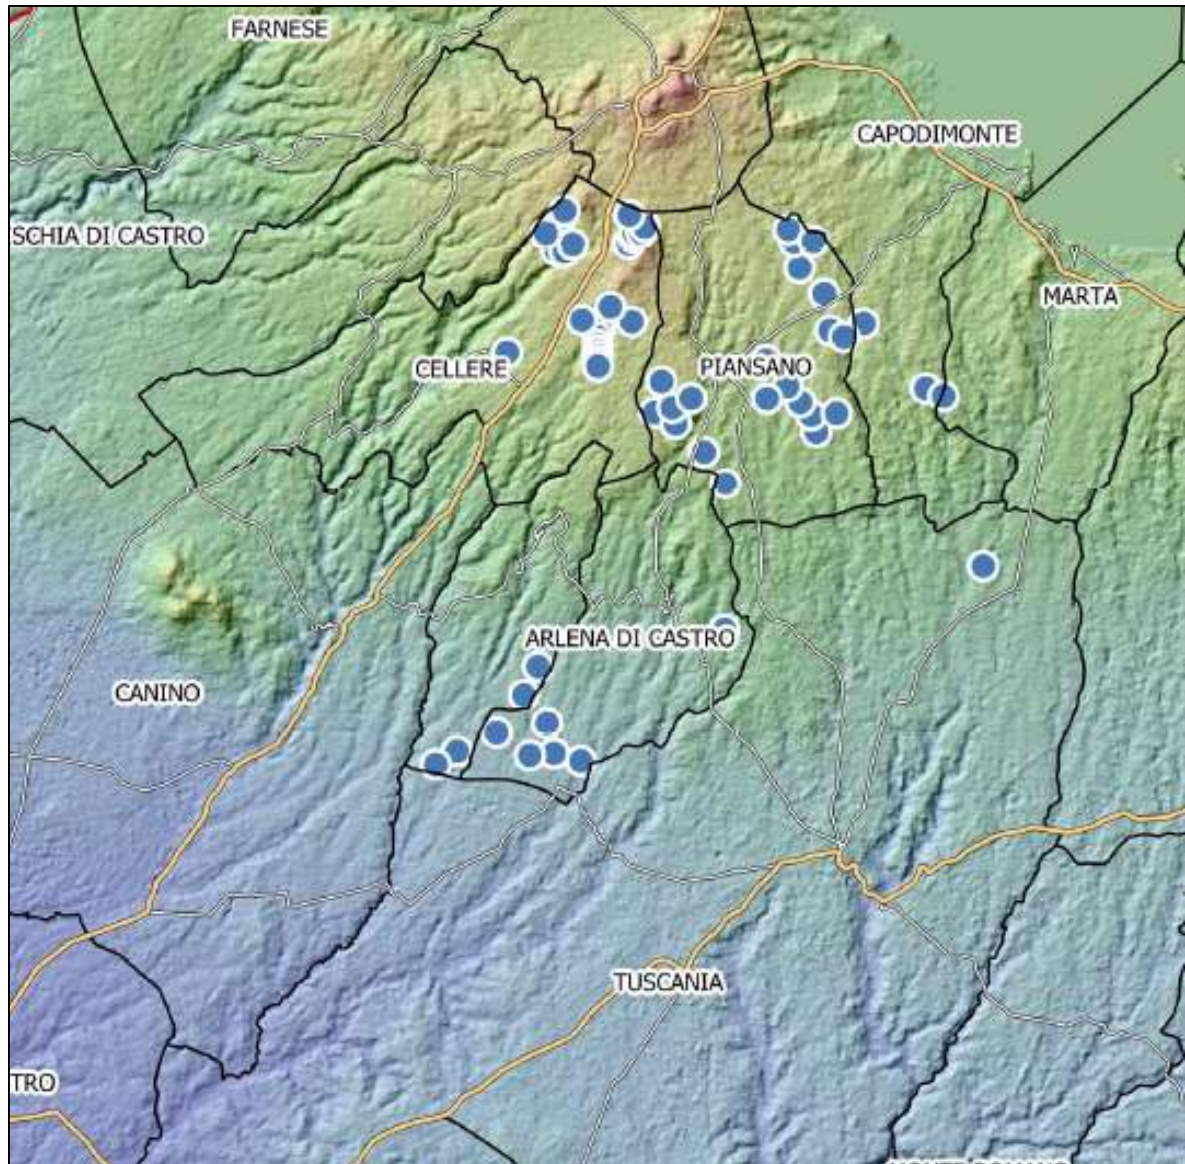 FARNESE
CAPODIMONTE
SCHIA DI CASTRO
MARTA
CELLERE
PIANSANO
ARLENA DI CASTRO
CANINO
TUSCANIA
TRO